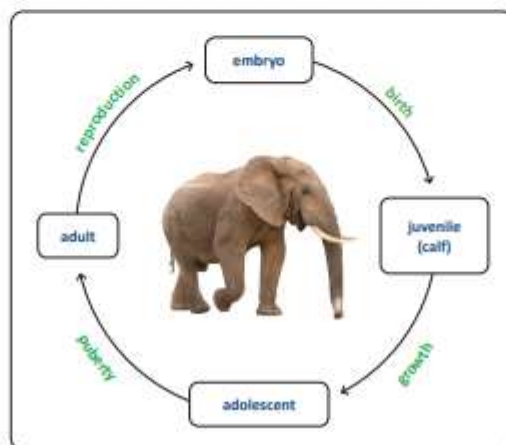 embryo
reproduction
birth
adult
juvenile
(calf)
puberty
growth
adolescent